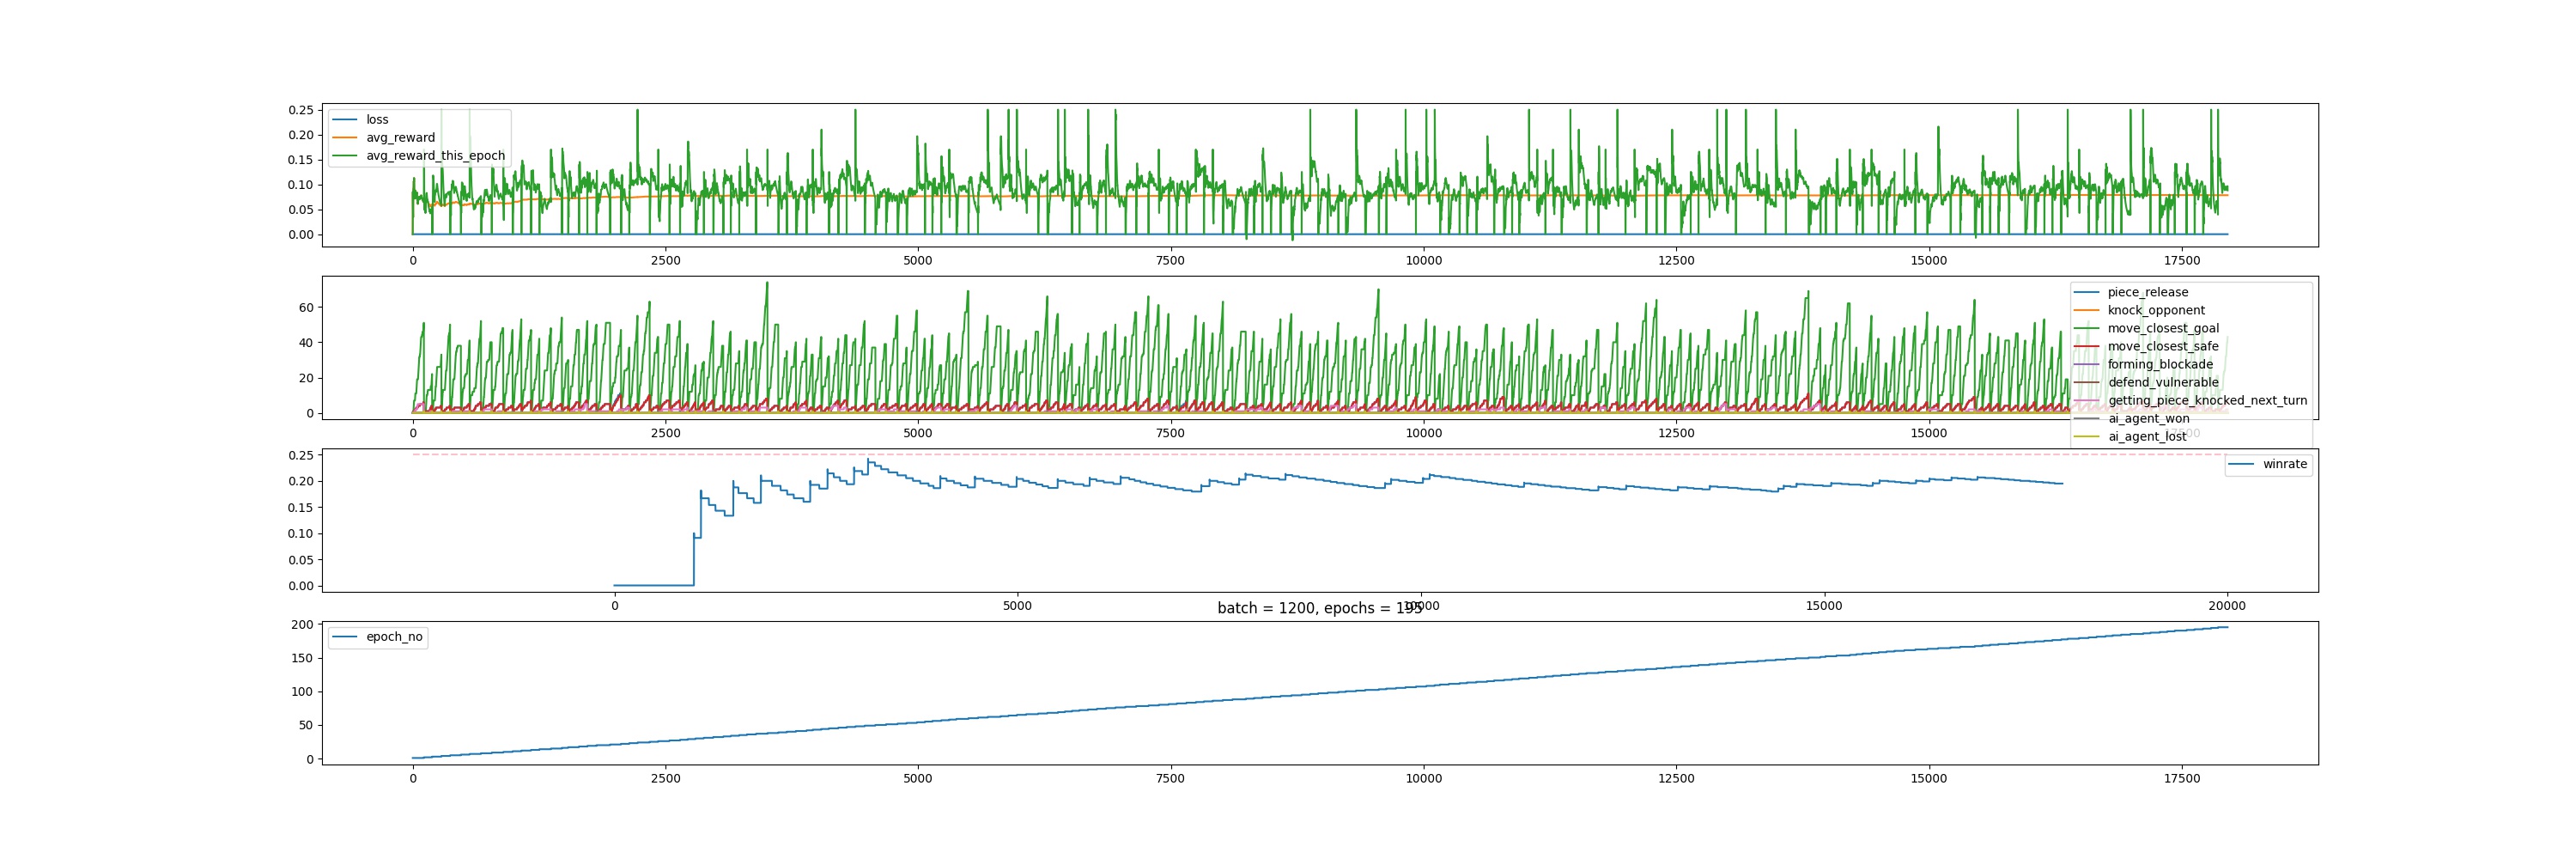 0.25
0.20
0.15
0.10
0.05
0.00
loss
avg_reward
avg_reward_this_epoch
0 2500 5000 7500 10000 12500 15000 17500
60
40
20
0
piece_release
knock_opponent
move_closest_goal
move_closest_safe
forming_blockade
defend_vulnerable
getting_piece_knocked_next_turn
ai_agent_won
ai_agent_lost
0 2500 5000 7500 10000 12500 15000 17500
0.25
0.20
0.15
0.10
0.05
0.00
winrate
0 5000 10000 15000 20000
batch = 1200, epochs = 195
200
150
100
50
0
epoch_no
0 2500 5000 7500 10000 12500 15000 17500